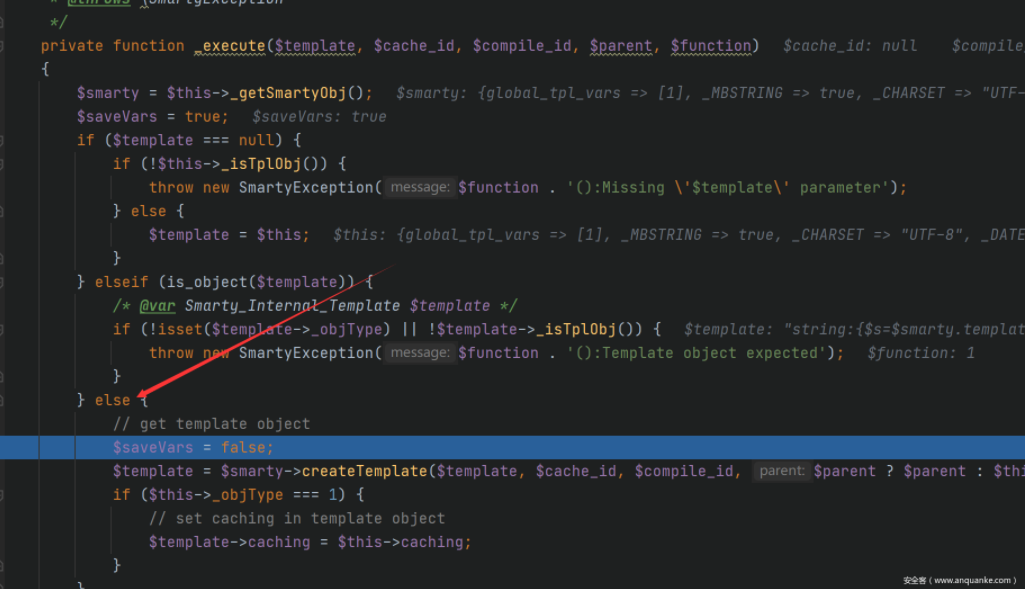 * @throws \SmartyException
*/
private function _execute($template, $cache_id, $compile_id, $parent, $function)   $cache_id: null   $compile_
{
$smarty = $this->_getSmartyObj();   $smarty: {global_tpl_vars => [1], _MBSTRING => true, _CHARSET => "UTF-
$saveVars = true;   $saveVars: true
if ($template === null) {
if (!$this->_isTplObj()) {
throw new SmartyException( message: $function . '():Missing \'$template\' parameter');
} else {
$template = $this;   $this: {global_tpl_vars => [1], _MBSTRING => true, _CHARSET => "UTF-8", _DATE
}
} elseif (is_object($template)) {
/* @var Smarty_Internal_Template $template */
if (!isset($template->_objType) || !$template->_isTplObj()) {   $template: "string:{$s=$smarty.templat
throw new SmartyException( message: $function . '():Template object expected');   $function: 1
}
} else {
// get template object
$saveVars = false;
$template = $smarty->createTemplate($template, $cache_id, $compile_id, parent: $parent ? $parent : $thi
if ($this->_objType === 1) {
// set caching in template object
$template->caching = $this->caching;
}
}
安全客（www.anquanke.com）